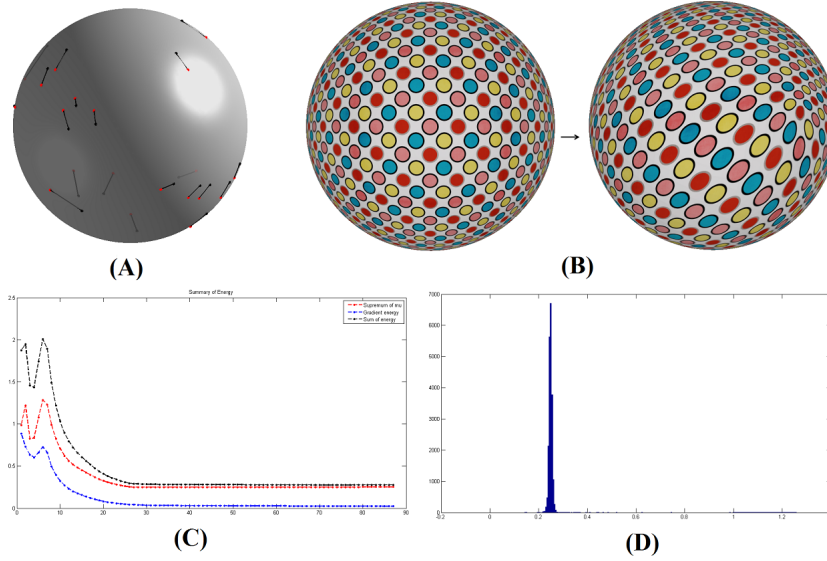 (A)
(B)
Summary of Energy
Supremum of mu
Gradient energy
Sum of energy
2.5
2
1.5
1
0.5
0
0 10 20 30 40 50 60 70 80 90
(C)
7000
6000
5000
4000
3000
2000
1000
0
-0.2 0 0.2 0.4 0.6 0.8 1 1.2
(D)